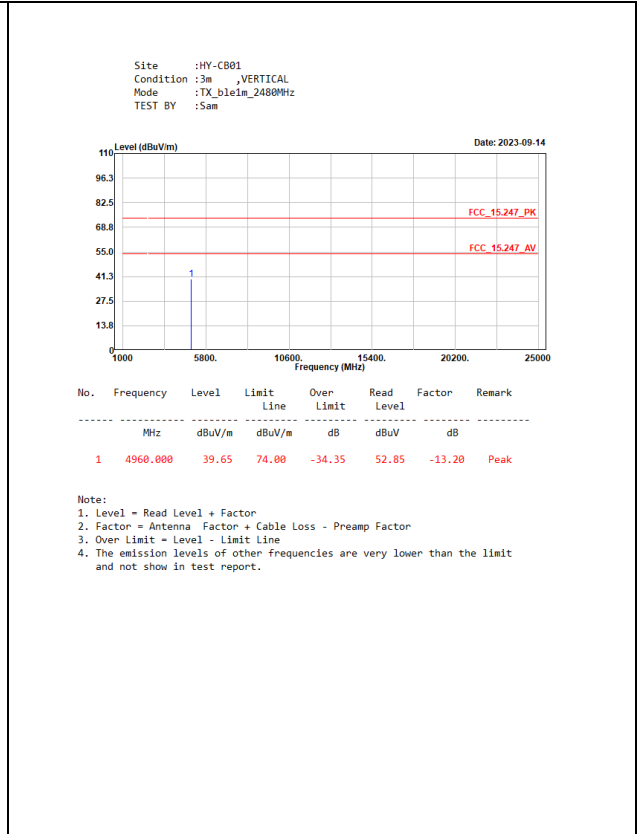 Site      :HY-CB01
Condition :3m    ,VERTICAL
Mode      :TX_ble1m_2480MHz
TEST BY   :Sam
Level (dBuV/m)
Date: 2023-09-14
110
96.3
82.5
68.8
55.0
41.3
27.5
13.8
0
FCC_15.247_PK
FCC_15.247_AV
1
1000 5800. 10600. 15400. 20200. 25000
Frequency (MHz)
No. Frequency Level Limit Over Read Factor Remark
Line Limit Level
------ ----------- -------- --------- --------- --------- -------- ---------
MHz dBuV/m dBuV/m dB dBuV dB
1 4960.000 39.65 74.00 -34.35 52.85 -13.20 Peak
Note:
1. Level = Read Level + Factor
2. Factor = Antenna  Factor + Cable Loss - Preamp Factor
3. Over Limit = Level - Limit Line
4. The emission levels of other frequencies are very lower than the limit
and not show in test report.